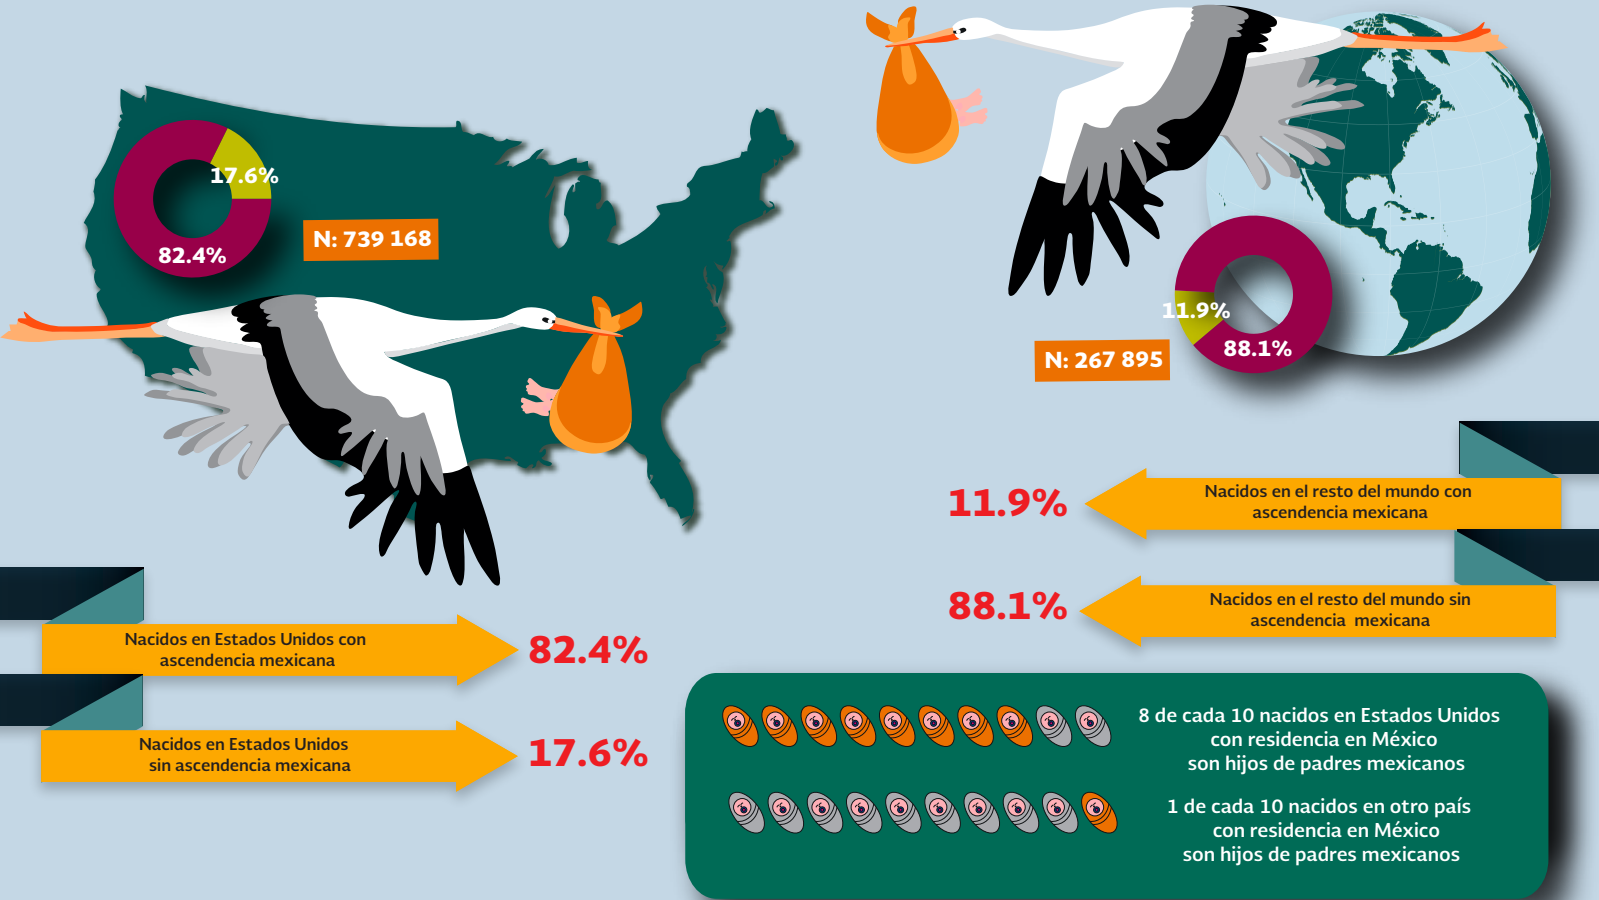 17.6%
82.4%
N: 739 168
11.9%
88.1%
N: 267 895
11.9%
Nacidos en el resto del mundo con
ascendencia mexicana
88.1%
Nacidos en el resto del mundo sin
ascendencia mexicana
Nacidos en Estados Unidos con
ascendencia mexicana
82.4%
Nacidos en Estados Unidos
sin ascendencia mexicana
17.6%
8 de cada 10 nacidos en Estados Unidos
con residencia en México
son hijos de padres mexicanos
1 de cada 10 nacidos en otro país
con residencia en México
son hijos de padres mexicanos